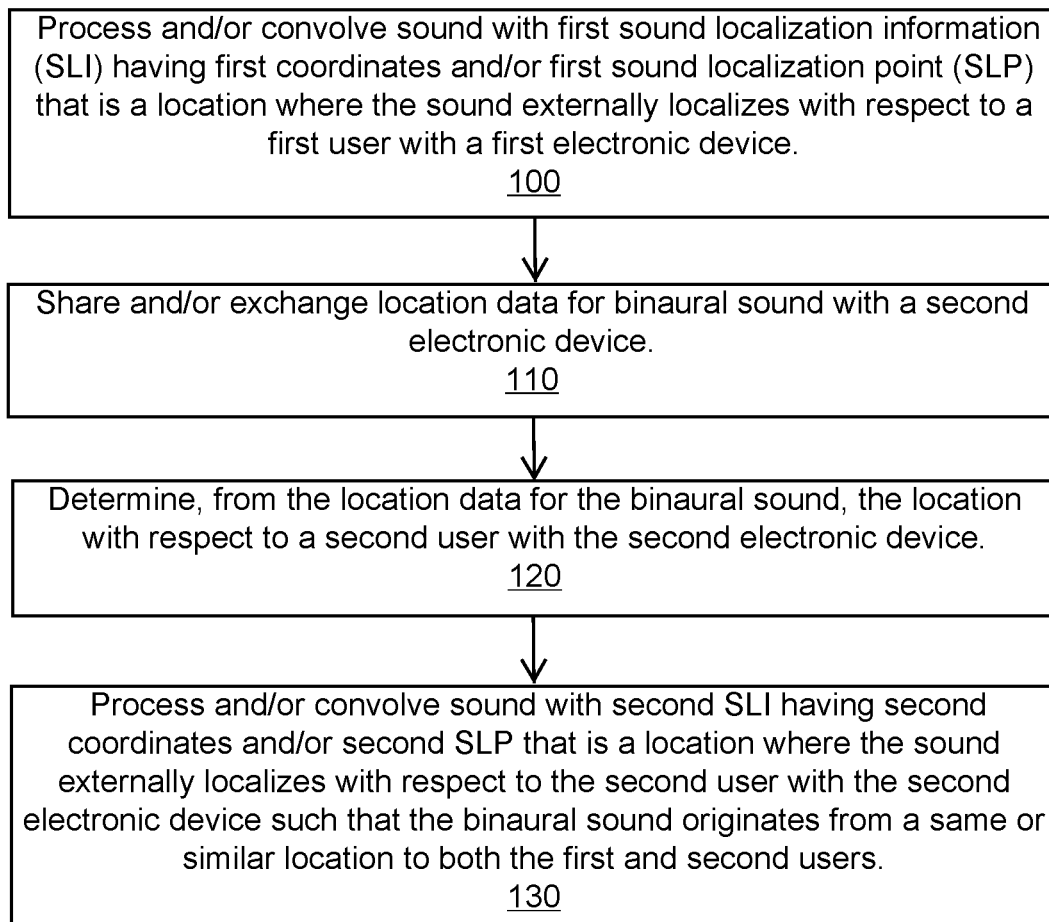 Process and/or convolve sound with first sound localization information
(SLI) having first coordinates and/or first sound localization point (SLP)
that is a location where the sound externally localizes with respect to a
first user with a first electronic device.
100
Share and/or exchange location data for binaural sound with a second
electronic device.
110
Determine, from the location data for the binaural sound, the location
with respect to a second user with the second electronic device.
120
Process and/or convolve sound with second SLI having second
coordinates and/or second SLP that is a location where the sound
externally localizes with respect to the second user with the second
electronic device such that the binaural sound originates from a same or
similar location to both the first and second users.
130